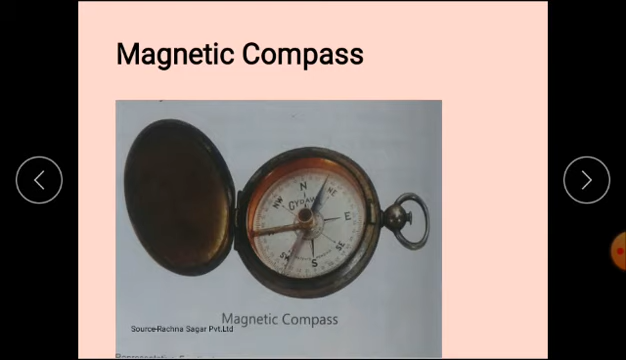 Magnetic Compass
N
NE
E
SE
S
SW
NW
Magnetic Compass
Source-Rachna Sagar Pvt.Ltd